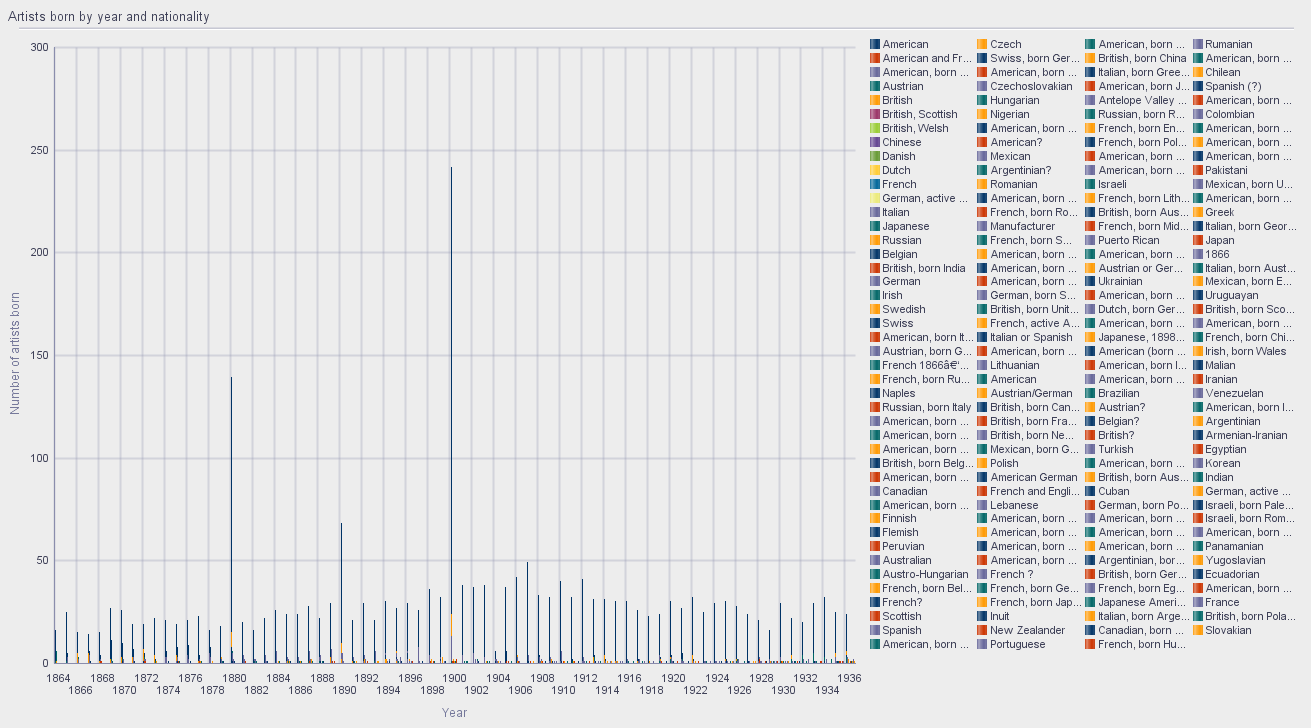 Artists born by year and nationality
300
250
200
150
100
50
0
Number of artists born
1864 1868 1872 1876 1880 1884 1888 1892 1896 1900 1904 1908 1912 1916 1920 1924 1928 1932 1936
1866 1870 1874 1878 1882 1886 1890 1894 1898 1902 1906 1910 1914 1918 1922 1926 1930 1934
Year
American
American and Fr...
American, born ...
Austrian
British
British, Scottish
British, Welsh
Chinese
Danish
Dutch
French
German, active ...
Italian
Japanese
Russian
Belgian
British, born India
German
Irish
Swedish
Swiss
American, born It...
Austrian, born G...
French 1866â€“...
French, born Ru...
Naples
Russian, born Italy
American, born ...
American, born ...
American, born ...
British, born Belg...
American, born ...
Canadian
American, born ...
Finnish
Flemish
Peruvian
Australian
Austro-Hungarian
French, born Bel...
French?
Scottish
Spanish
American, born ...
Czech
Swiss, born Ger...
American, born ...
Czechoslovakian
Hungarian
Nigerian
American, born ...
American?
Mexican
Argentinian?
Romanian
American, born ...
French, born Ro...
Manufacturer
French, born S...
American, born ...
American, born ...
American, born ...
German, born S...
British, born Unit...
French, active A...
Italian or Spanish
American, born ...
Lithuanian
American
Austrian/German
British, born Can...
British, born Fra...
British, born Ne...
Mexican, born G...
Polish
American German
French and Engli...
Lebanese
American, born ...
American, born ...
American, born ...
American, born ...
French ?
French, born Ge...
French, born Jap...
Inuit
New Zealander
Portuguese
American, born ...
British, born China
Italian, born Gree...
American, born J...
Antelope Valley ...
Russian, born R...
French, born En...
French, born Pol...
American, born ...
American, born ...
Israeli
French, born Lith...
British, born Aus...
French, born Mid...
Puerto Rican
American, born ...
Austrian or Ger...
Ukrainian
American, born ...
Dutch, born Ger...
American, born ...
Japanese, 1898...
American (born ...
American, born I...
American, born ...
Brazilian
Austrian?
Belgian?
British?
Turkish
American, born ...
British, born Aus...
Cuban
German, born Po...
American, born ...
American, born ...
American, born ...
Argentinian, bor...
British, born Ger...
French, born Eg...
Japanese Ameri...
Italian, born Arge...
Canadian, born ...
French, born Hu...
Rumanian
American, born ...
Chilean
Spanish (?)
American, born ...
Colombian
American, born ...
American, born ...
American, born ...
Pakistani
Mexican, born U...
American, born ...
Greek
Italian, born Geor...
Japan
1866
Italian, born Aust...
Mexican, born E...
Uruguayan
British, born Sco...
American, born ...
French, born Chi...
Irish, born Wales
Malian
Iranian
Venezuelan
American, born I...
Argentinian
Armenian-Iranian
Egyptian
Korean
Indian
German, active ...
Israeli, born Pale...
Israeli, born Rom...
American, born ...
Panamanian
Yugoslavian
Ecuadorian
American, born ...
France
British, born Pola...
Slovakian